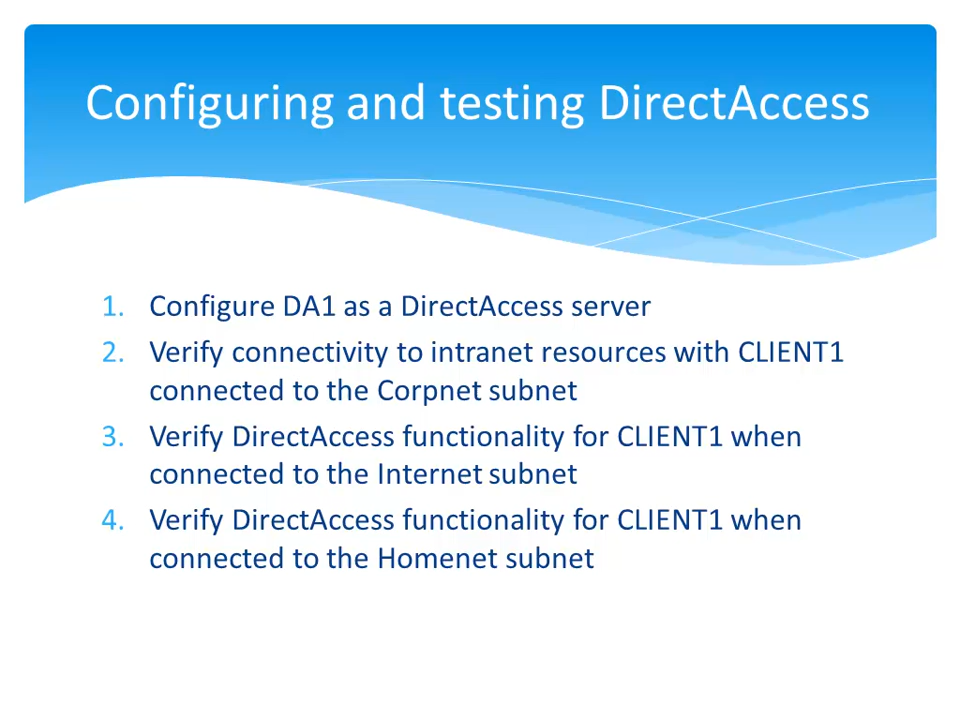 Configuring and testing DirectAccess
1. Configure DA1 as a DirectAccess server
2. Verify connectivity to intranet resources with CLIENT1
connected to the Corpnet subnet
3. Verify DirectAccess functionality for CLIENT1 when
connected to the Internet subnet
4. Verify DirectAccess functionality for CLIENT1 when
connected to the Homenet subnet